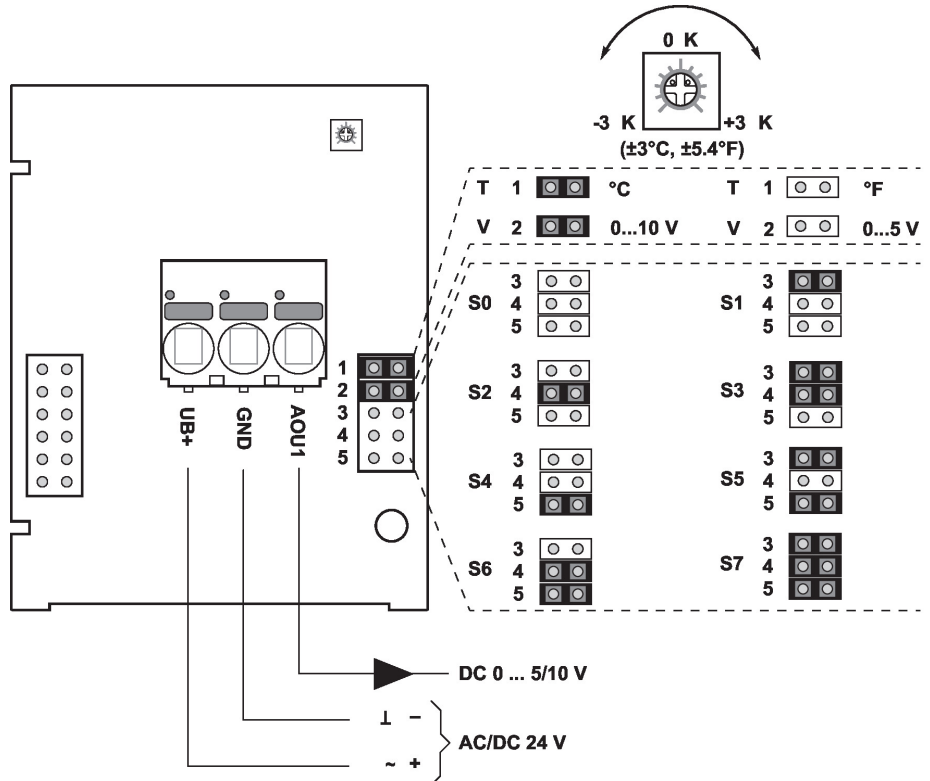 0 K
-3 K
+3 K
(±3°C, ±5.4°F)
T 1 °C
T 1 °F
V 2 0...10 V
V 2 0...5 V
S0
3
4
5
S1
3
4
5
S2
3
4
5
S3
3
4
5
S4
3
4
5
S5
3
4
5
S6
3
4
5
S7
3
4
5
1
2
3
4
5
UB+
GND
AOU1
DC 0 ... 5/10 V
⊥ −
AC/DC 24 V
~ +